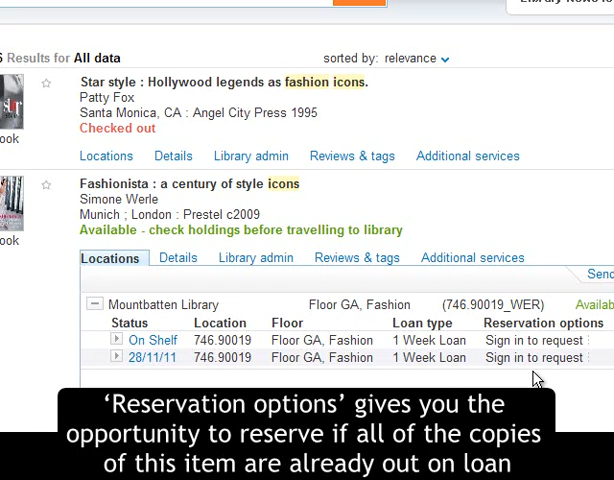 6 Results for All data
sorted by: relevance
Star style : Hollywood legends as fashion icons.
Patty Fox
Santa Monica, CA : Angel City Press 1995
Checked out
ook
Locations Details Library admin Reviews & tags Additional services
Fashionista : a century of style icons
Simone Werle
Munich ; London : Prestel c2009
Available - check holdings before travelling to library
ook
Locations Details Library admin Reviews & tags Additional services
Send
Mountbatten Library Floor GA, Fashion (746.90019_WER) Availab
Status Location Floor Loan type Reservation options
On Shelf 746.90019 Floor GA, Fashion 1 Week Loan Sign in to request
28/11/11 746.90019 Floor GA, Fashion 1 Week Loan Sign in to request
‘Reservation options’ gives you the
opportunity to reserve if all of the copies
of this item are already out on loan